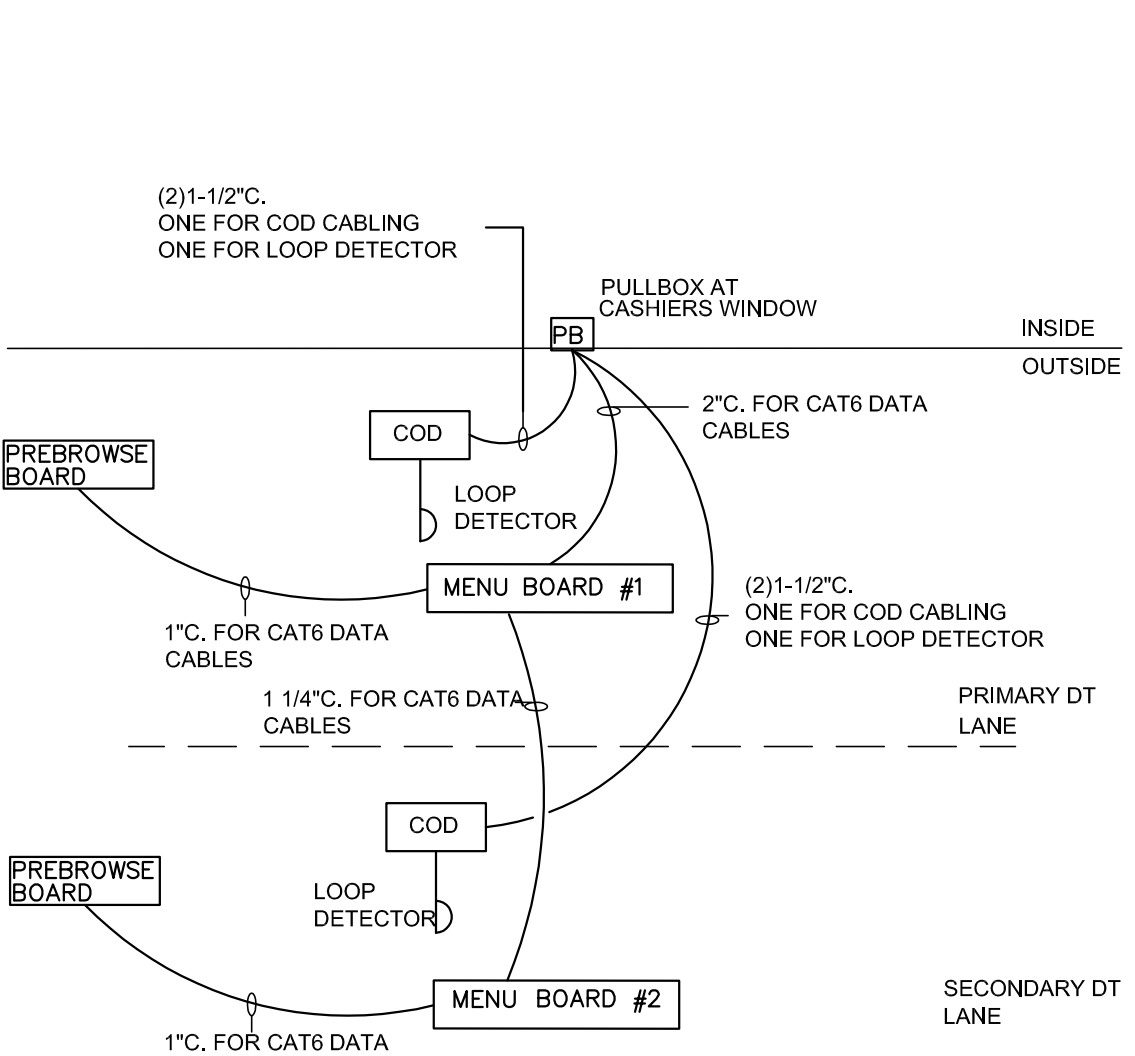 (2)1-1/2"C.
ONE FOR COD CABLING
ONE FOR LOOP DETECTOR
PULLBOX AT
CASHIERS WINDOW
PB
INSIDE
OUTSIDE
2"C. FOR CAT6 DATA
CABLES
COD
PREBROWSE
BOARD
LOOP
DETECTOR
MENU BOARD #1
(2)1-1/2"C.
ONE FOR COD CABLING
ONE FOR LOOP DETECTOR
1"C. FOR CAT6 DATA
CABLES
1 1/4"C. FOR CAT6 DATA
CABLES
PRIMARY DT
LANE
COD
PREBROWSE
BOARD
LOOP
DETECTOR
MENU BOARD #2
SECONDARY DT
LANE
1"C. FOR CAT6 DATA